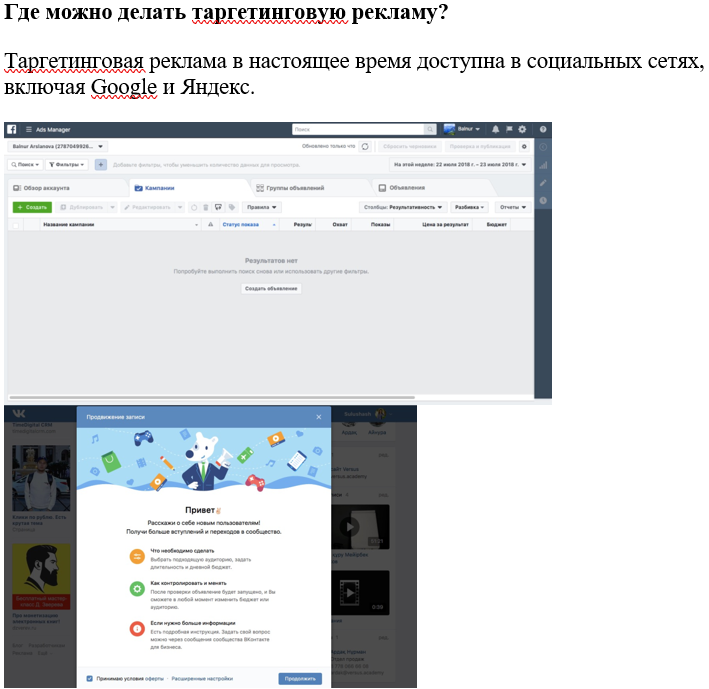 Где можно делать таргетинговую рекламу?
Таргетинговая реклама в настоящее время доступна в социальных сетях,
включая Google и Яндекс.
Ads Manager
Поиск
Balnur
Balnur Arslanova (2787049926...
Обновлено только что
Сбросить черновики
Проверка и публикация
Поиск
Фильтры
Добавьте фильтры, чтобы уменьшить количество данных для просмотра.
На этой неделе: 22 июля 2018 г. – 23 июля 2018 г.
Обзор аккаунта
Кампании
Группы объявлений
Объявления
+ Создать
Дублировать
Редактировать
Правила
Столбцы: Результативность
Разбивка
Отчеты
Название кампании
Статус показа
Результ
Охват
Показы
Цена за результат
Бюджет
Результатов нет
Попробуйте выполнить поиск снова или использовать другие фильтры.
Создать объявление
Продвижение записи
TimeDigital CRM
Привет
Расскажи о себе новым пользователям!
Получи больше вступлений и переходов в сообщество.
Что необходимо сделать
Выбрать подходящую аудиторию, задать
длительность и дневной бюджет.
Как контролировать и менять
После проверки объявление будет запущено, и Вы
сможете в любой момент изменить бюджет или
аудиторию.
Если нужно больше информации
Есть подробная инструкция. Задать свой вопрос
можно через сообщения сообщества ВКонтакте
для бизнеса.
Принимаю условия оферты
Расширенные настройки
Продолжить
0:39